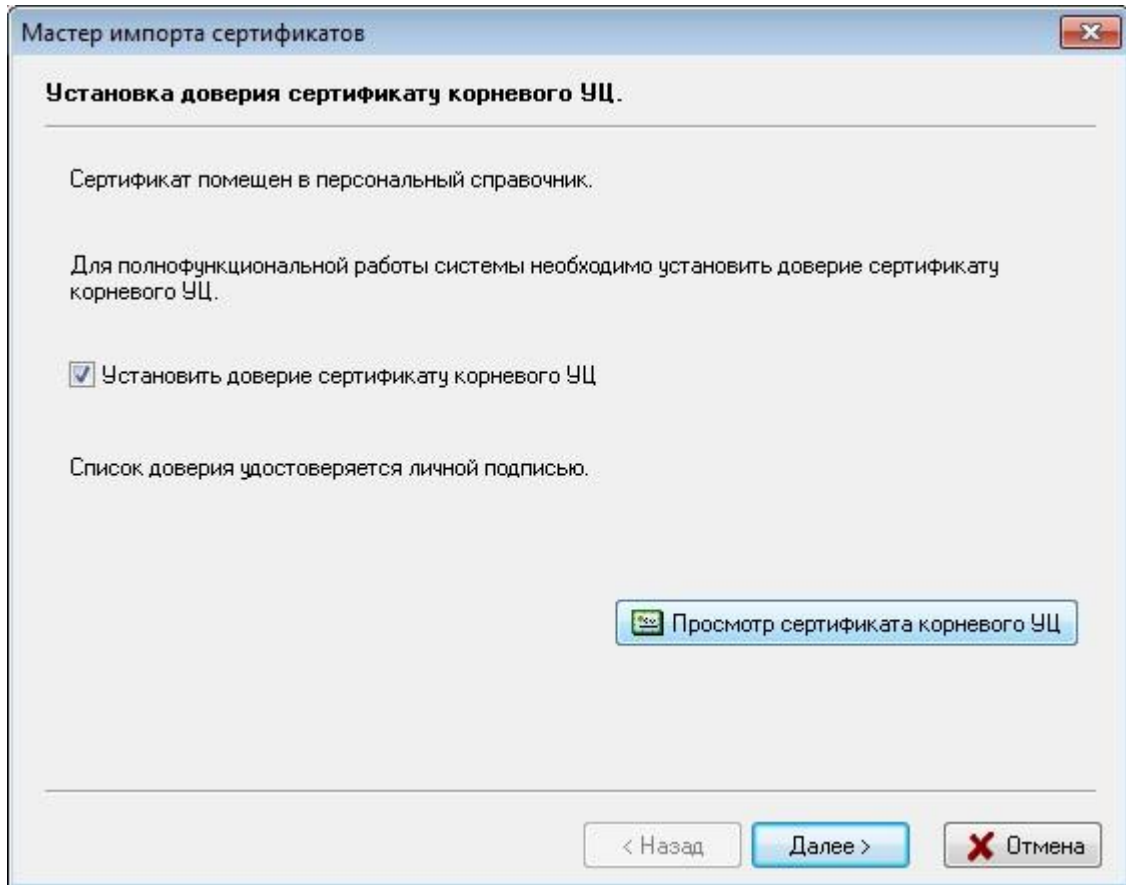 Мастер импорта сертификатов
Установка доверия сертификату корневого УЦ.
Сертификат помещен в персональный справочник.
Для полнофункциональной работы системы необходимо установить доверие сертификату
корневого УЦ.
Установить доверие сертификату корневого УЦ
Список доверия удостоверяется личной подписью.
Просмотр сертификата корневого УЦ
< Назад
Далее >
Отмена